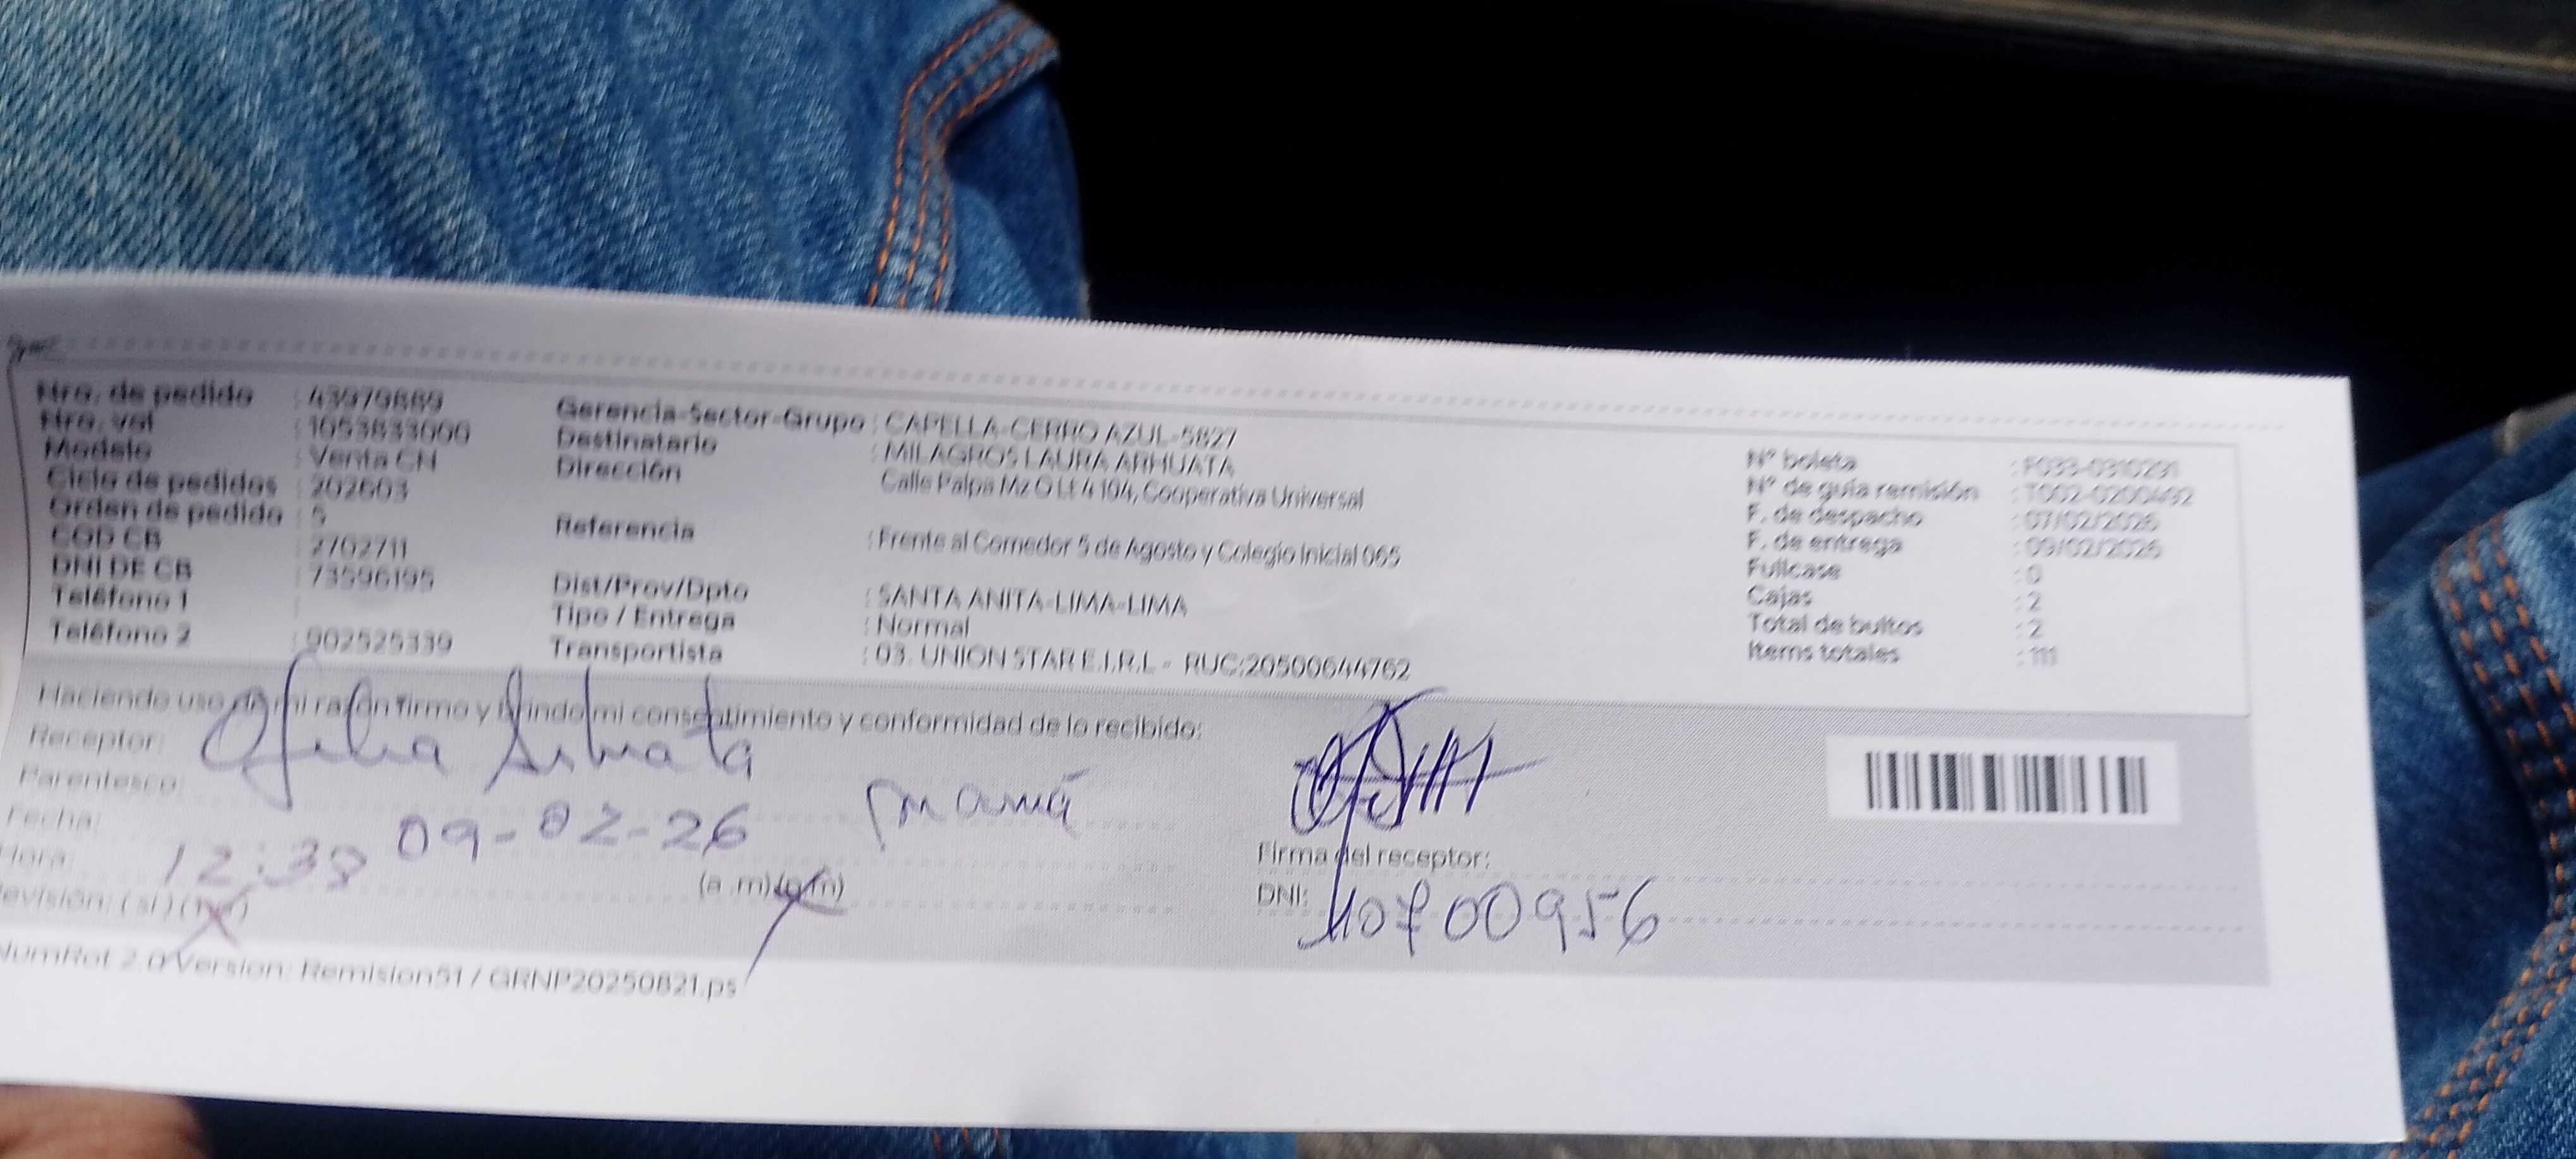 Nro. de pedido : 43979889
Nro. vol : 1053833000
Modelo : Venta CN
Ciclo de pedidos : 202603
Orden de pedido : 5
COD CB : 2702711
DNI DE CB : 73596195
Teléfono 1 :
Teléfono 2 : 902525339
Gerencia-Sector-Grupo : CAPELLA-CERRO AZUL-5827
Destinatario : MILAGROS LAURA ARHUATA
Dirección Calle Palpa Mz O Lt 4 104, Cooperativa Universal
Referencia : Frente al Comedor 5 de Agosto y Colegio Inicial 065
Dist/Prov/Dpto : SANTA ANITA-LIMA-LIMA
Tipo / Entrega : Normal
Transportista : 03. UNION STAR E.I.R.L - RUC:20500644762
N° boleta : F033-0310291
N° de guía remisión : T002-0200492
F. de despacho : 07/02/2026
F. de entrega : 09/02/2026
Fullcase : 0
Cajas : 2
Total de bultos : 2
Items totales : 111
Haciendo uso de mi razón firmo y brindo mi consentimiento y conformidad de lo recibido:
Receptor: Ofelia Arhuata
Parentesco: mamá
Fecha: 09-02-26
Hora: 12:38 (a.m) (p.m)
Revisión: (si) (no)
Firma del receptor:
DNI: 10700956
NumRot 2.0 Version: Remision51 / GRNP20250821.ps